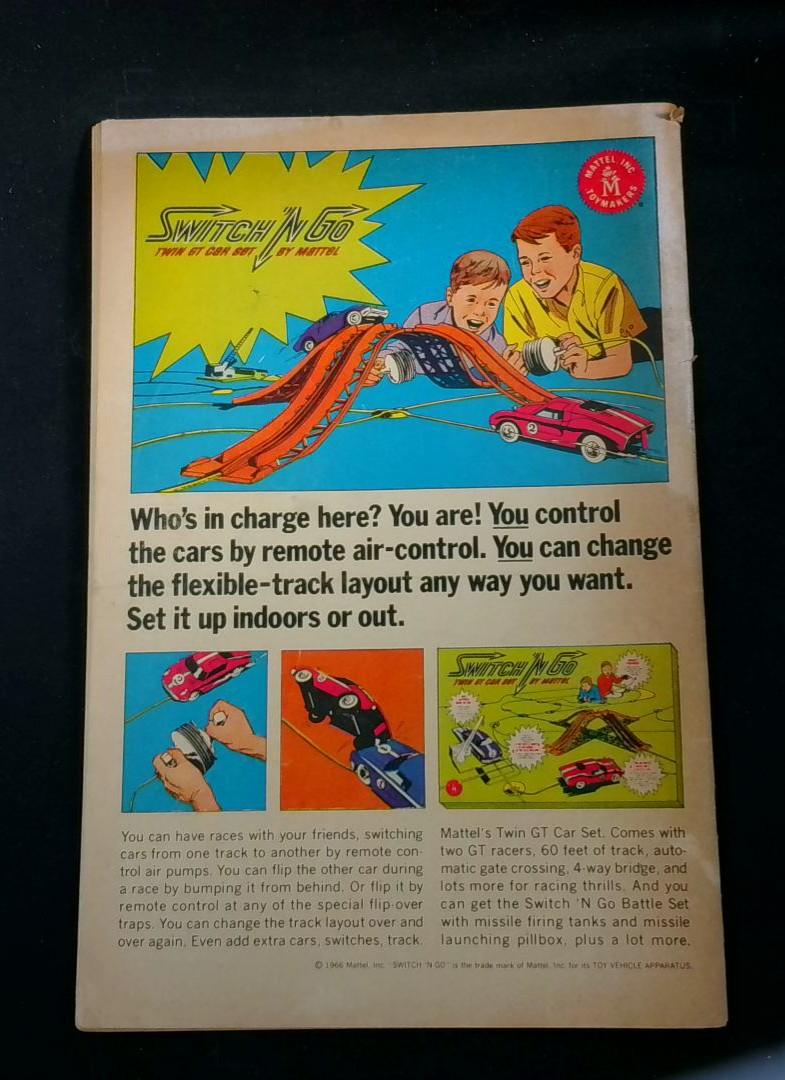 SWITCH 'N GO
TWIN GT CAR SET BY MATTEL
MATTEL, INC.
M
TOYMAKERS
2
Who's in charge here? You are! You control
the cars by remote air-control. You can change
the flexible-track layout any way you want.
Set it up indoors or out.
SWITCH 'N GO
TWIN GT CAR SET BY MATTEL
You can have races with your friends, switching
cars from one track to another by remote con-
trol air pumps. You can flip the other car during
a race by bumping it from behind. Or flip it by
remote control at any of the special flip-over
traps. You can change the track layout over and
over again. Even add extra cars, switches, track.
Mattel's Twin GT Car Set. Comes with
two GT racers, 60 feet of track, auto-
matic gate crossing, 4-way bridge, and
lots more for racing thrills. And you
can get the Switch 'N Go Battle Set
with missile firing tanks and missile
launching pillbox, plus a lot more.
© 1966 Mattel, Inc. "SWITCH 'N GO" is the trade mark of Mattel, Inc. for its TOY VEHICLE APPARATUS.